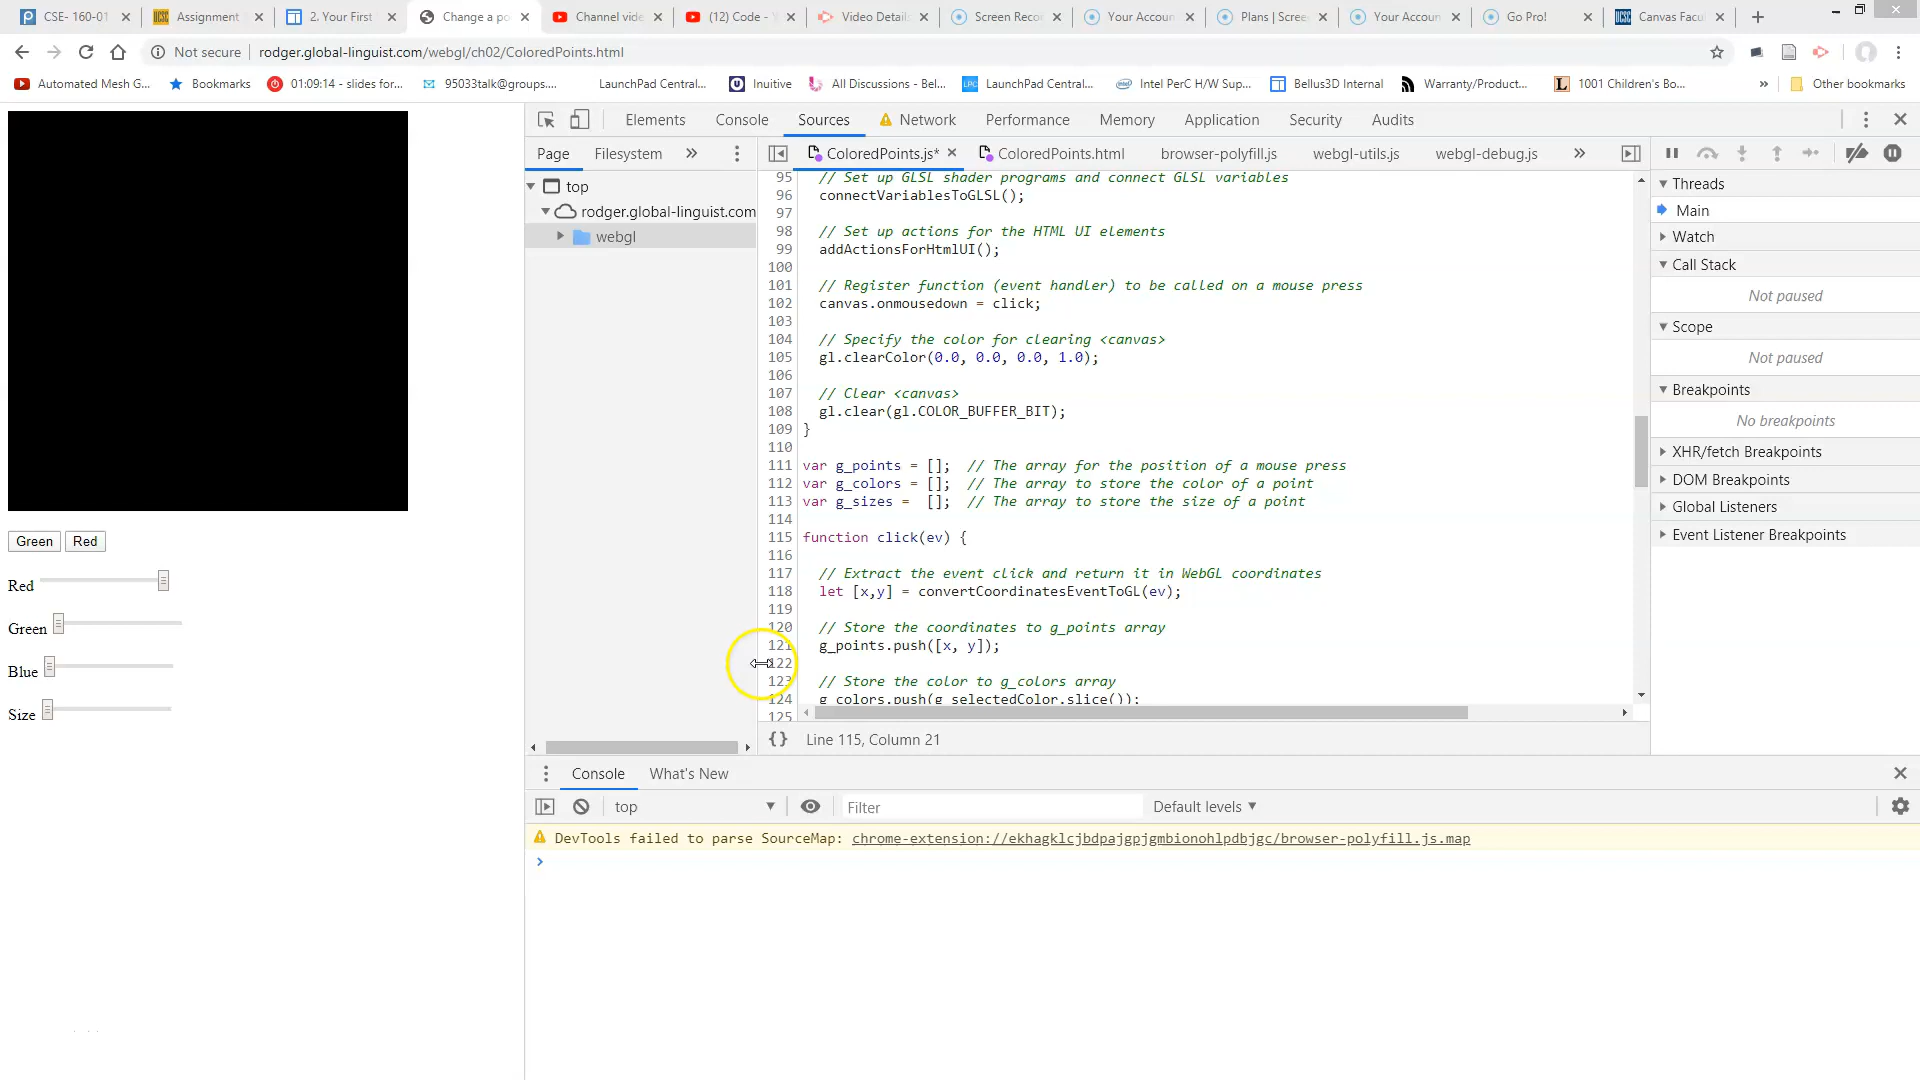 CSE- 160-01
Assignment
2. Your First
Change a po
Channel vide
(12) Code - Y
Video Detail
Screen Reco
Your Accoun
Plans | Scree
Your Accoun
Go Pro!
Canvas Facu
Not secure
rodger.global-linguist.com/webgl/ch02/ColoredPoints.html
Automated Mesh G...
Bookmarks
01:09:14 - slides for...
95033talk@groups....
LaunchPad Central...
Inuitive
All Discussions - Bel...
LaunchPad Central...
Intel PerC H/W Sup...
Bellus3D Internal
Warranty/Product...
1001 Children's Bo...
»
Other bookmarks
Elements
Console
Sources
Network
Performance
Memory
Application
Security
Audits
Page
Filesystem
»
ColoredPoints.js*
ColoredPoints.html
browser-polyfill.js
webgl-utils.js
webgl-debug.js
»
top
rodger.global-linguist.com
webgl
95 // Set up GLSL shader programs and connect GLSL variables
96 connectVariablesToGLSL();
97
98 // Set up actions for the HTML UI elements
99 addActionsForHtmlUI();
100
101 // Register function (event handler) to be called on a mouse press
102 canvas.onmousedown = click;
103
104 // Specify the color for clearing <canvas>
105 gl.clearColor(0.0, 0.0, 0.0, 1.0);
106
107 // Clear <canvas>
108 gl.clear(gl.COLOR_BUFFER_BIT);
109 }
110
111 var g_points = []; // The array for the position of a mouse press
112 var g_colors = []; // The array to store the color of a point
113 var g_sizes = []; // The array to store the size of a point
114
115 function click(ev) {
116
117 // Extract the event click and return it in WebGL coordinates
118 let [x,y] = convertCoordinatesEventToGL(ev);
119
120 // Store the coordinates to g_points array
121 g_points.push([x, y]);
122
123 // Store the color to g_colors array
124 g_colors.push(g_selectedColor.slice());
125
{} Line 115, Column 21
Threads
Main
Watch
Call Stack
Not paused
Scope
Not paused
Breakpoints
No breakpoints
XHR/fetch Breakpoints
DOM Breakpoints
Global Listeners
Event Listener Breakpoints
Green
Red
Red
Green
Blue
Size
Console
What's New
top
Filter
Default levels
DevTools failed to parse SourceMap: chrome-extension://ekhagklcjbdpajgpjgmbionohlpdbjgc/browser-polyfill.js.map